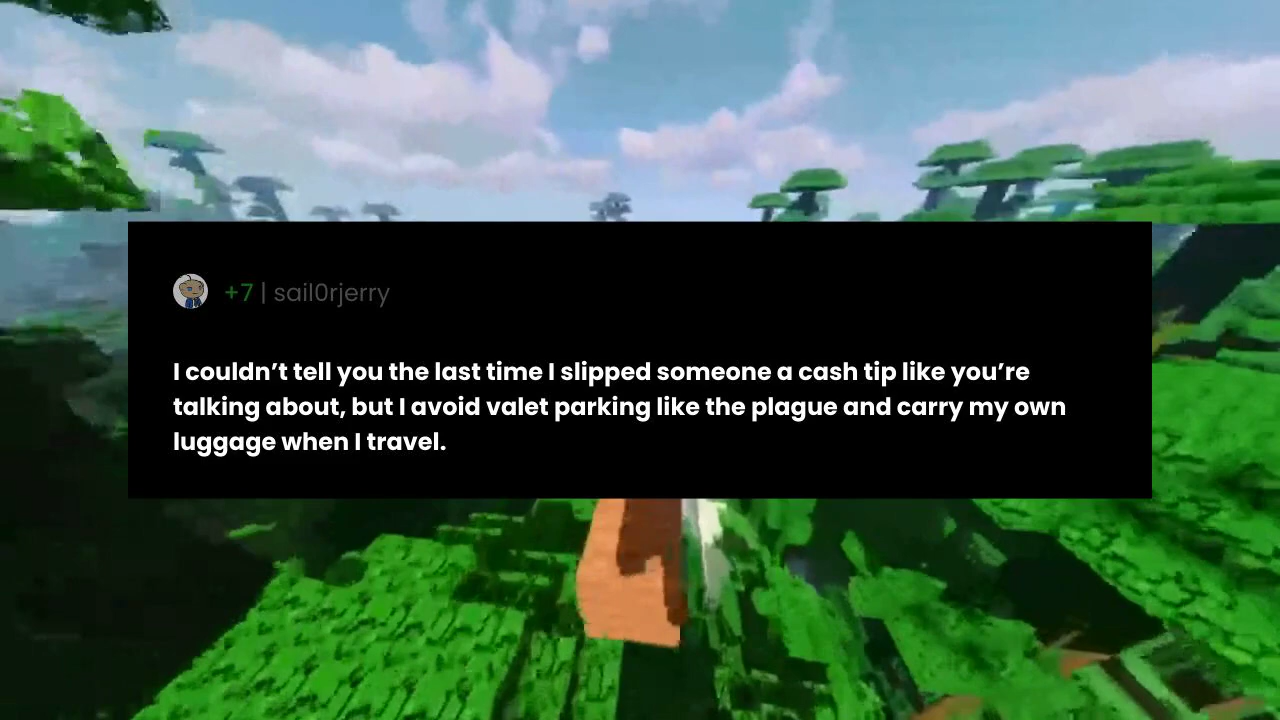 +7 | sail0rjerry
I couldn’t tell you the last time I slipped someone a cash tip like you’re
talking about, but I avoid valet parking like the plague and carry my own
luggage when I travel.